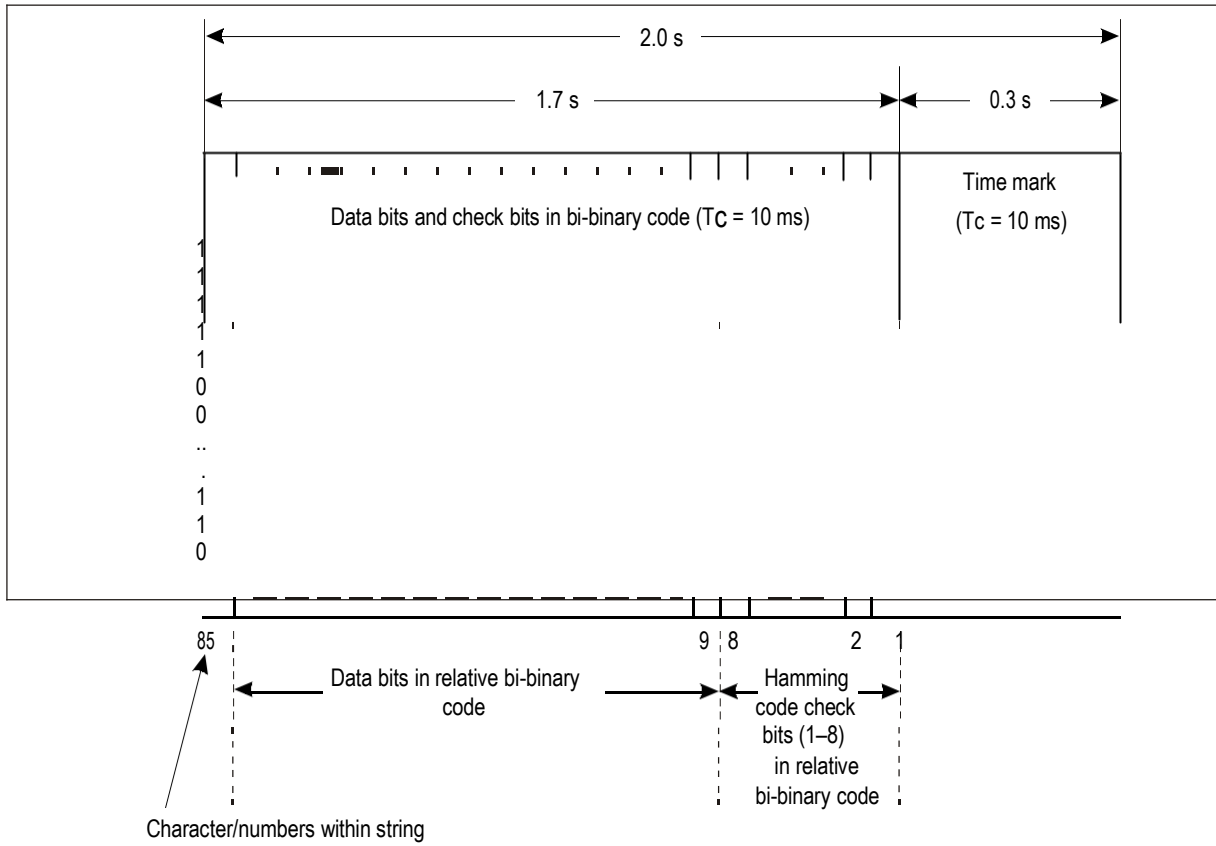 2.0 s
1.7 s
0.3 s
Data bits and check bits in bi-binary code (Tc = 10 ms)
Time mark
(Tc = 10 ms)
1
1
1
1
1
0
0
..
.
1
1
0
85
9
8
2
1
Data bits in relative bi-binary
code
Hamming
code check
bits (1–8)
in relative
bi-binary code
Character/numbers within string